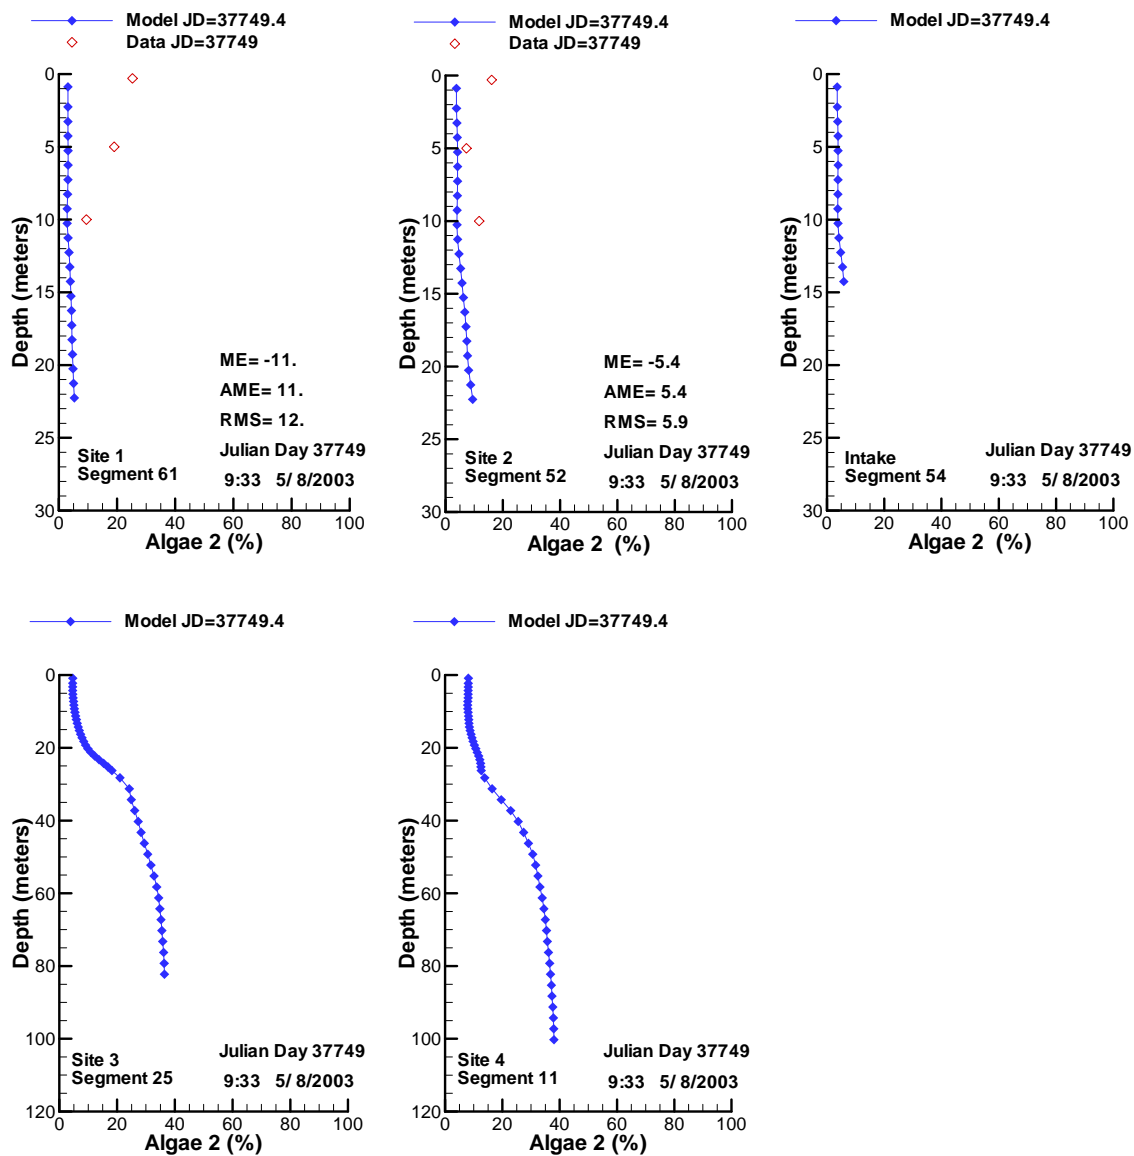 Model JD=37749.4
Data JD=37749
0
5
10
15
20
25
30
0 20 40 60 80 100
Depth (meters)
Algae 2 (%)
ME= -11.
AME= 11.
RMS= 12.
Julian Day 37749
9:33 5/ 8/2003
Site 1
Segment 61
Model JD=37749.4
Data JD=37749
0
5
10
15
20
25
30
0 20 40 60 80 100
Depth (meters)
Algae 2 (%)
ME= -5.4
AME= 5.4
RMS= 5.9
Julian Day 37749
9:33 5/ 8/2003
Site 2
Segment 52
Model JD=37749.4
0
5
10
15
20
25
30
0 20 40 60 80 100
Depth (meters)
Algae 2 (%)
Julian Day 37749
9:33 5/ 8/2003
Intake
Segment 54
Model JD=37749.4
0
20
40
60
80
100
120
0 20 40 60 80 100
Depth (meters)
Algae 2 (%)
Julian Day 37749
9:33 5/ 8/2003
Site 3
Segment 25
Model JD=37749.4
0
20
40
60
80
100
120
0 20 40 60 80 100
Depth (meters)
Algae 2 (%)
Julian Day 37749
9:33 5/ 8/2003
Site 4
Segment 11